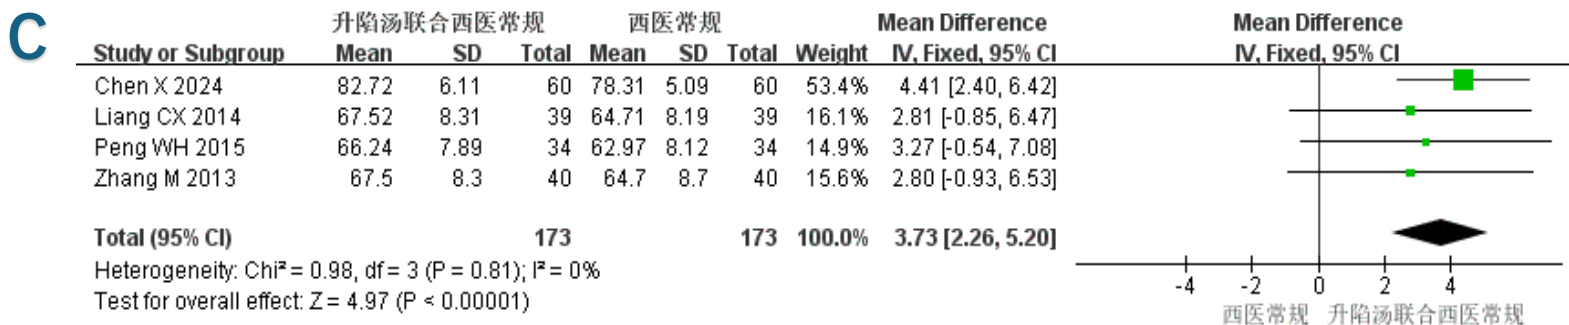 C
升陷汤联合西医常规 西医常规 Mean Difference Mean Difference
Study or Subgroup Mean SD Total Mean SD Total Weight IV, Fixed, 95% CI IV, Fixed, 95% CI
Chen X 2024 82.72 6.11 60 78.31 5.09 60 53.4% 4.41 [2.40, 6.42]
Liang CX 2014 67.52 8.31 39 64.71 8.19 39 16.1% 2.81 [-0.85, 6.47]
Peng WH 2015 66.24 7.89 34 62.97 8.12 34 14.9% 3.27 [-0.54, 7.08]
Zhang M 2013 67.5 8.3 40 64.7 8.7 40 15.6% 2.80 [-0.93, 6.53]
Total (95% CI) 173 173 100.0% 3.73 [2.26, 5.20]
Heterogeneity: Chi² = 0.98, df = 3 (P = 0.81); I² = 0%
Test for overall effect: Z = 4.97 (P < 0.00001)
-4 -2 0 2 4
西医常规 升陷汤联合西医常规